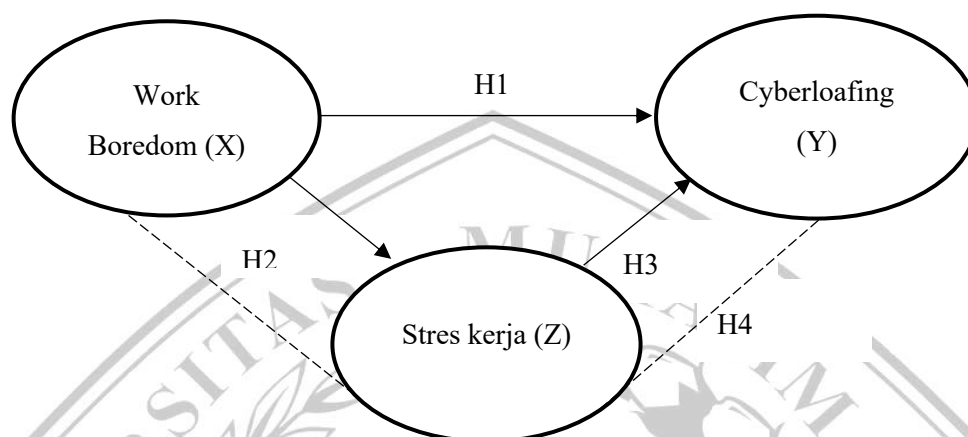 Work
Boredom (X)
H1
Cyberloafing
(Y)
H2
H3
Stres kerja (Z)
H4